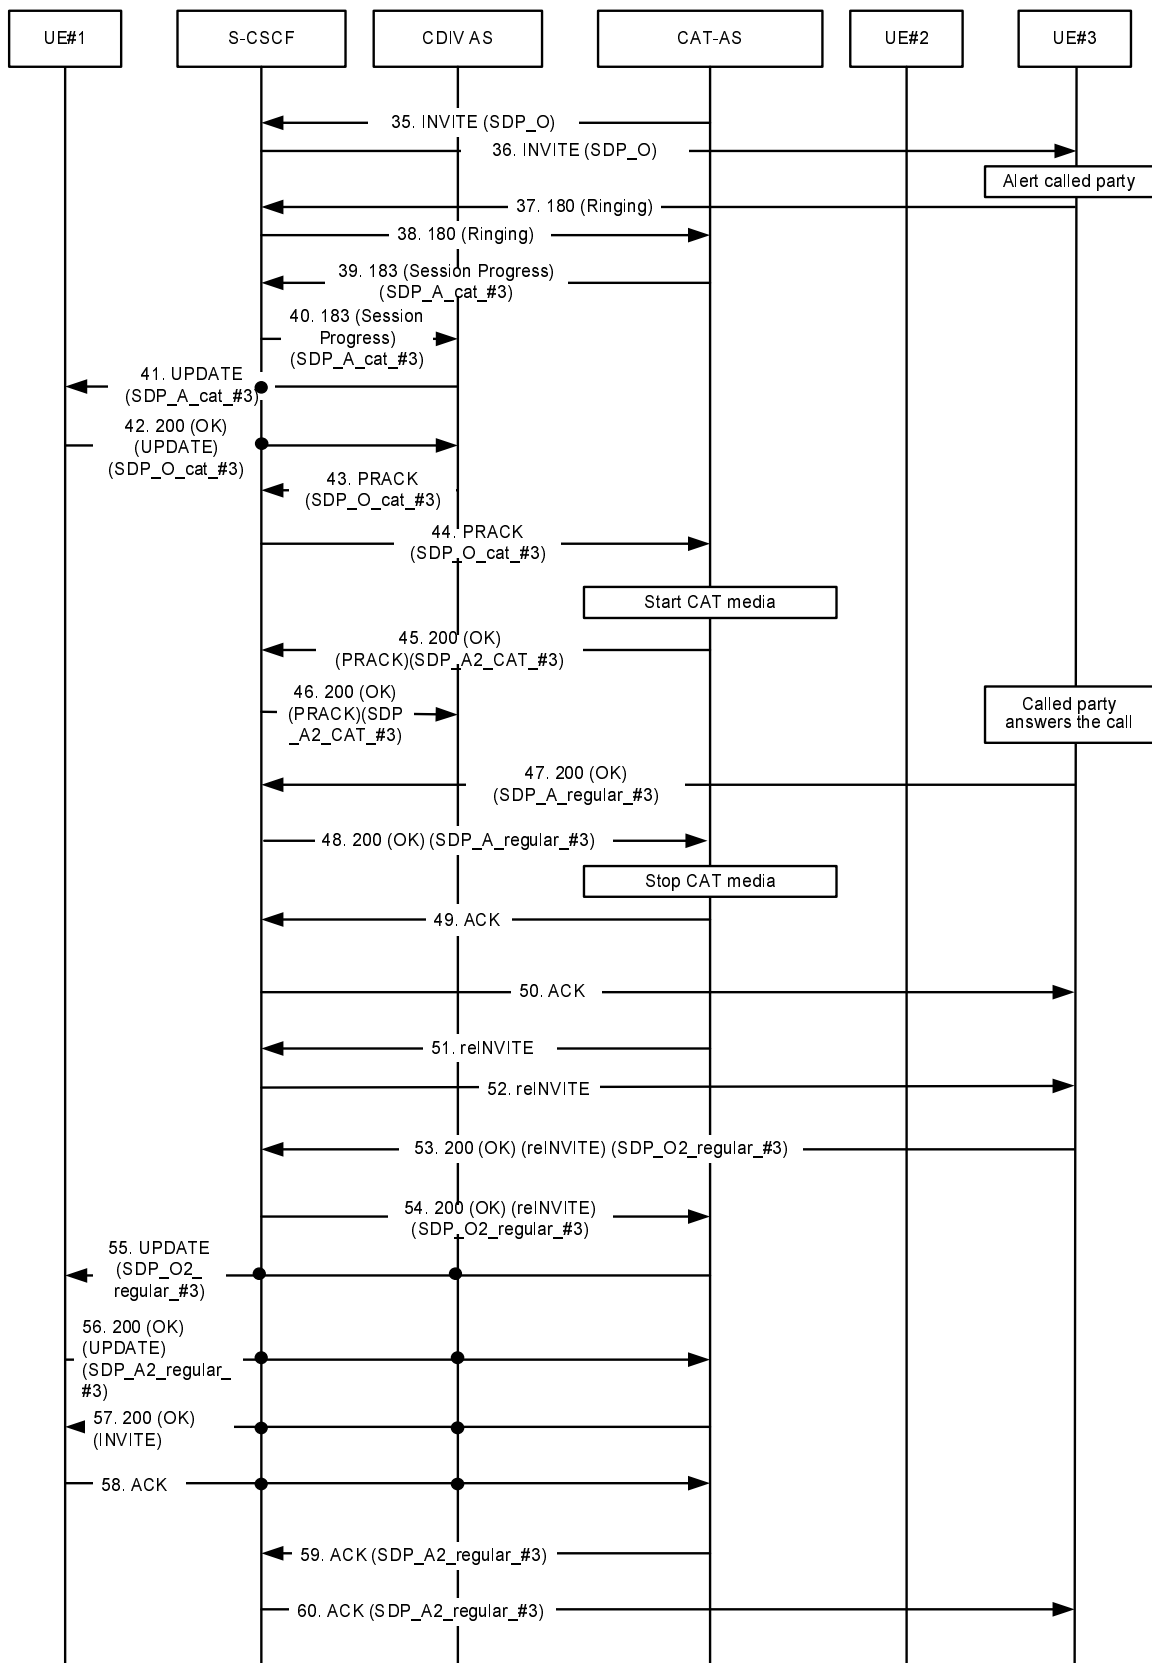 UE#1
S-CSCF
CDIV AS
CAT-AS
UE#2
UE#3
35. INVITE (SDP_O)
36. INVITE (SDP_O)
Alert called party
37. 180 (Ringing)
38. 180 (Ringing)
39. 183 (Session Progress)
(SDP_A_cat_#3)
40. 183 (Session
Progress)
(SDP_A_cat_#3)
41. UPDATE
(SDP_A_cat_#3)
42. 200 (OK)
(UPDATE)
(SDP_O_cat_#3)
43. PRACK
(SDP_O_cat_#3)
44. PRACK
(SDP_O_cat_#3)
Start CAT media
45. 200 (OK)
(PRACK)(SDP_A2_CAT_#3)
46. 200 (OK)
(PRACK)(SDP
_A2_CAT_#3)
Called party
answers the call
47. 200 (OK)
(SDP_A_regular_#3)
48. 200 (OK) (SDP_A_regular_#3)
Stop CAT media
49. ACK
50. ACK
51. reINVITE
52. reINVITE
53. 200 (OK) (reINVITE) (SDP_O2_regular_#3)
54. 200 (OK) (reINVITE)
(SDP_O2_regular_#3)
55. UPDATE
(SDP_O2_
regular_#3)
56. 200 (OK)
(UPDATE)
(SDP_A2_regular_
#3)
57. 200 (OK)
(INVITE)
58. ACK
59. ACK (SDP_A2_regular_#3)
60. ACK (SDP_A2_regular_#3)